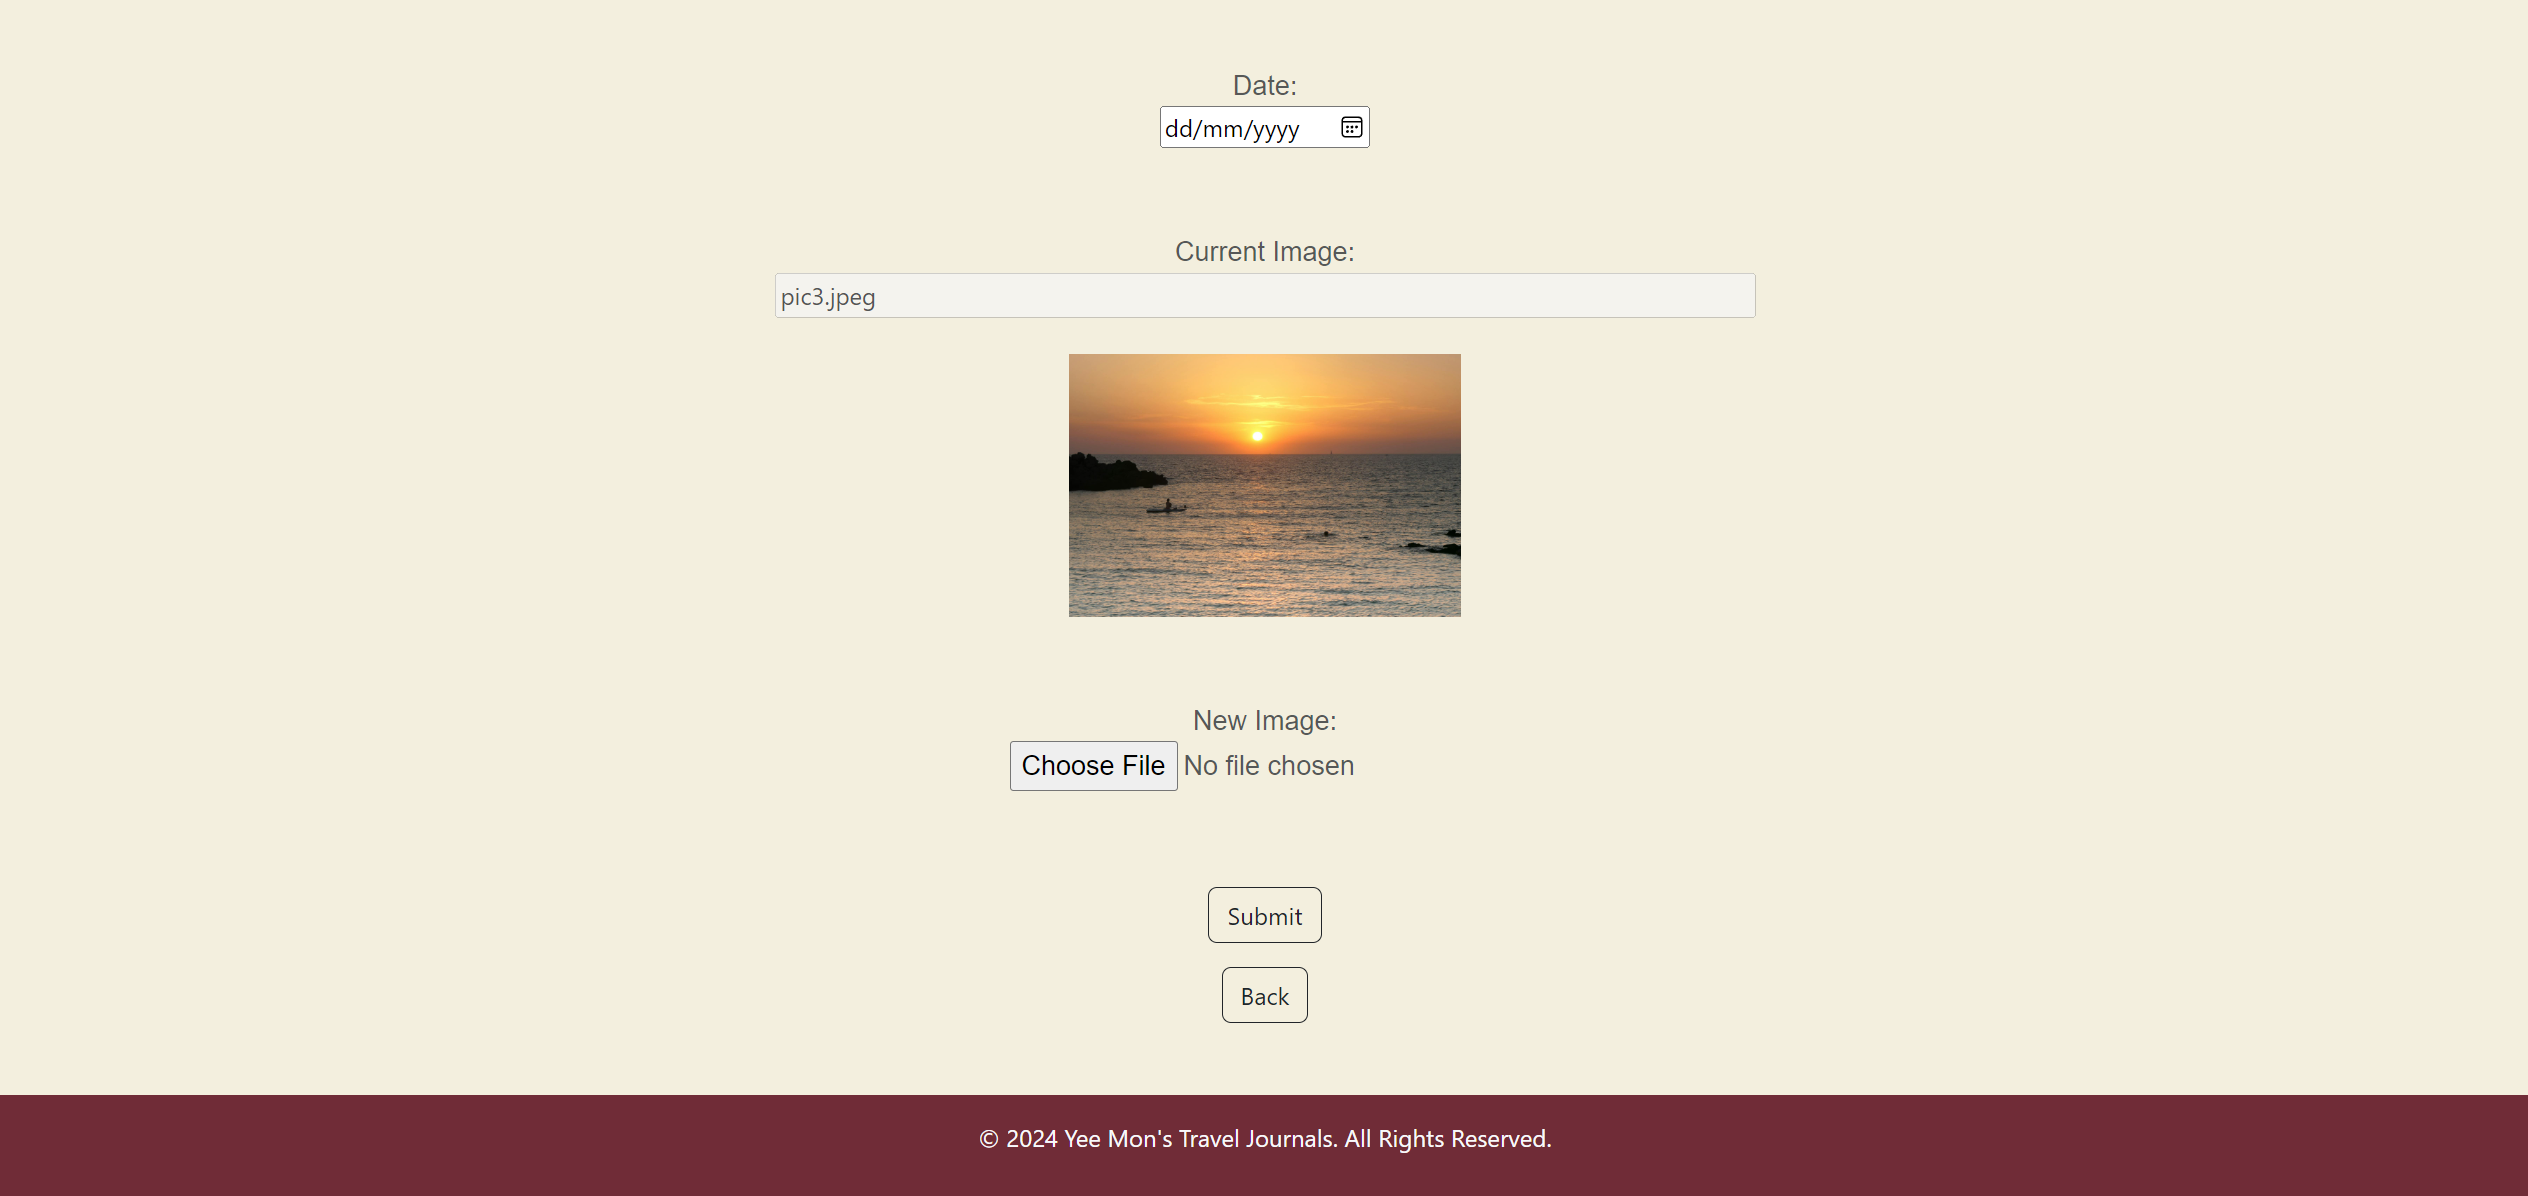 Date:
dd/mm/yyyy
Current Image:
pic3.jpeg
New Image:
Choose File No file chosen
Submit
Back
© 2024 Yee Mon's Travel Journals. All Rights Reserved.